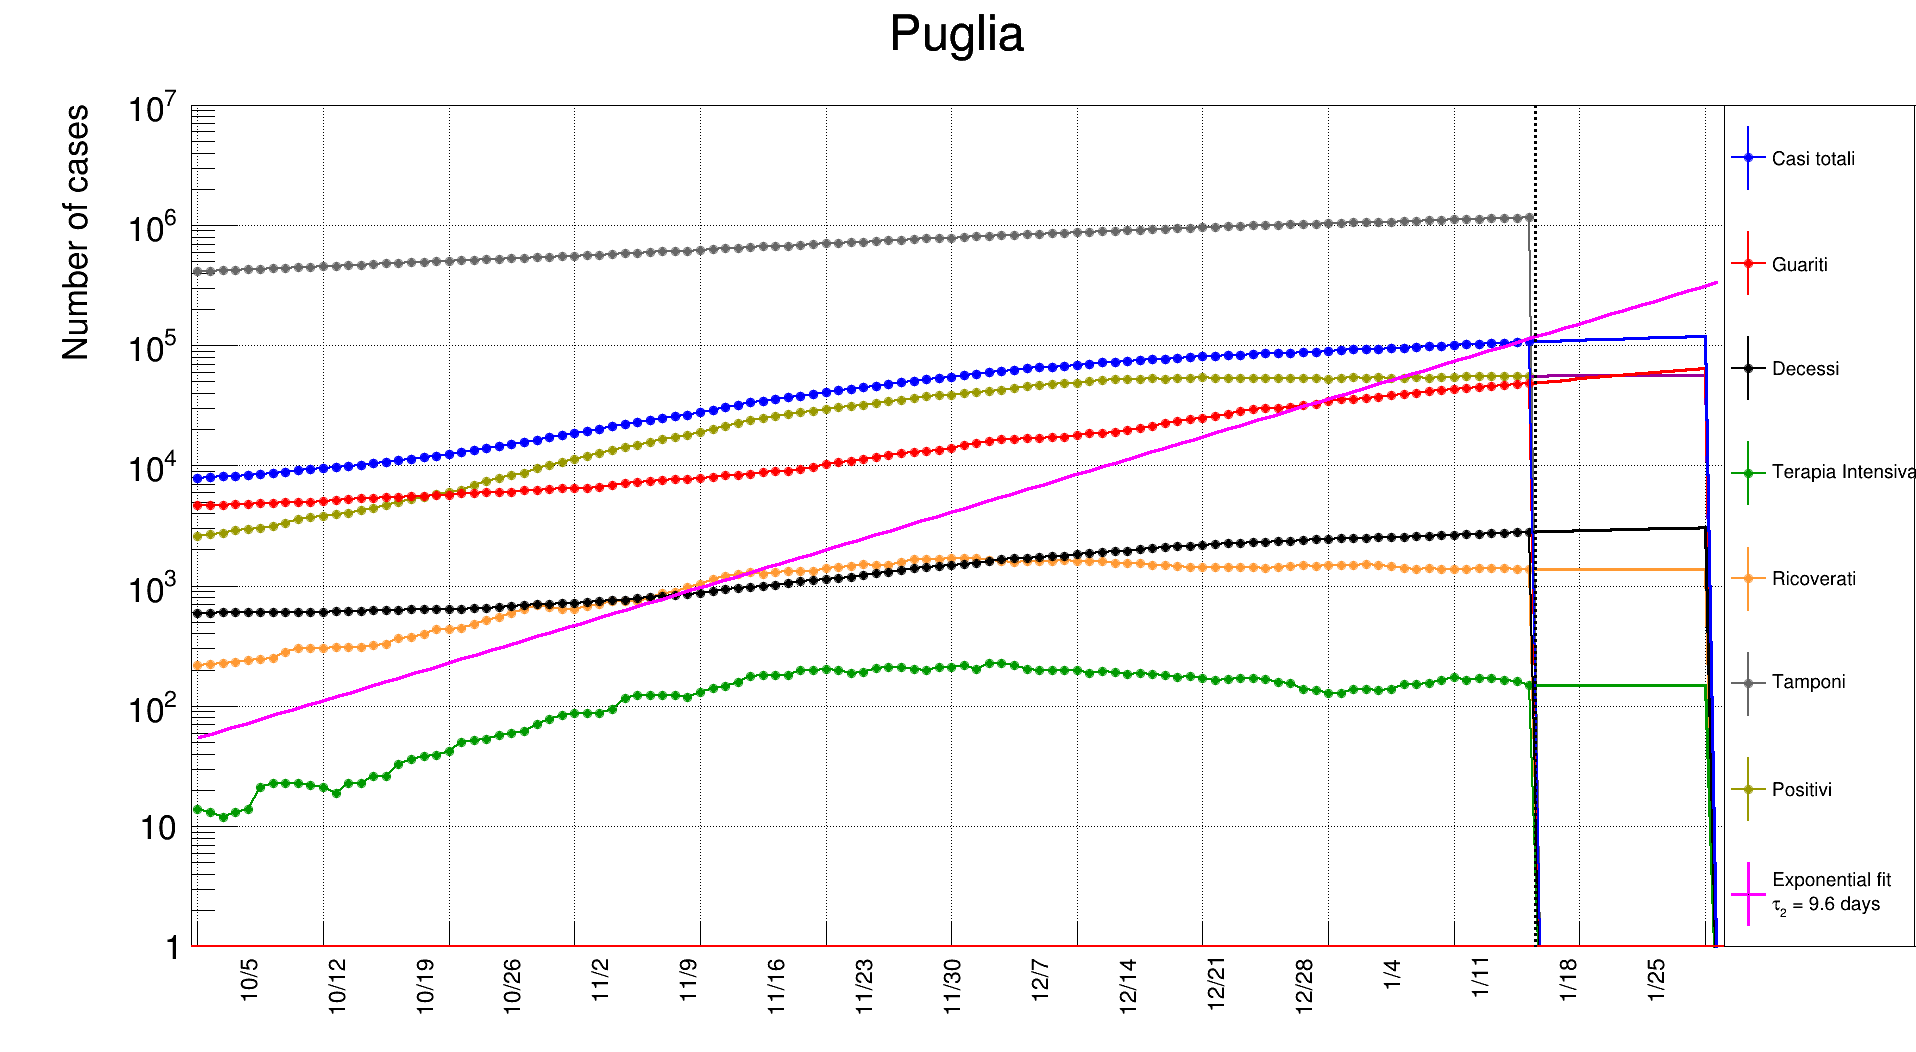 Puglia
Number of cases
10^7
10^6
10^5
10^4
10^3
10^2
10
1
10/5
10/12
10/19
10/26
11/2
11/9
11/16
11/23
11/30
12/7
12/14
12/21
12/28
1/4
1/11
1/18
1/25
Casi totali
Guariti
Decessi
Terapia Intensiva
Ricoverati
Tamponi
Positivi
Exponential fit
τ_2 = 9.6 days